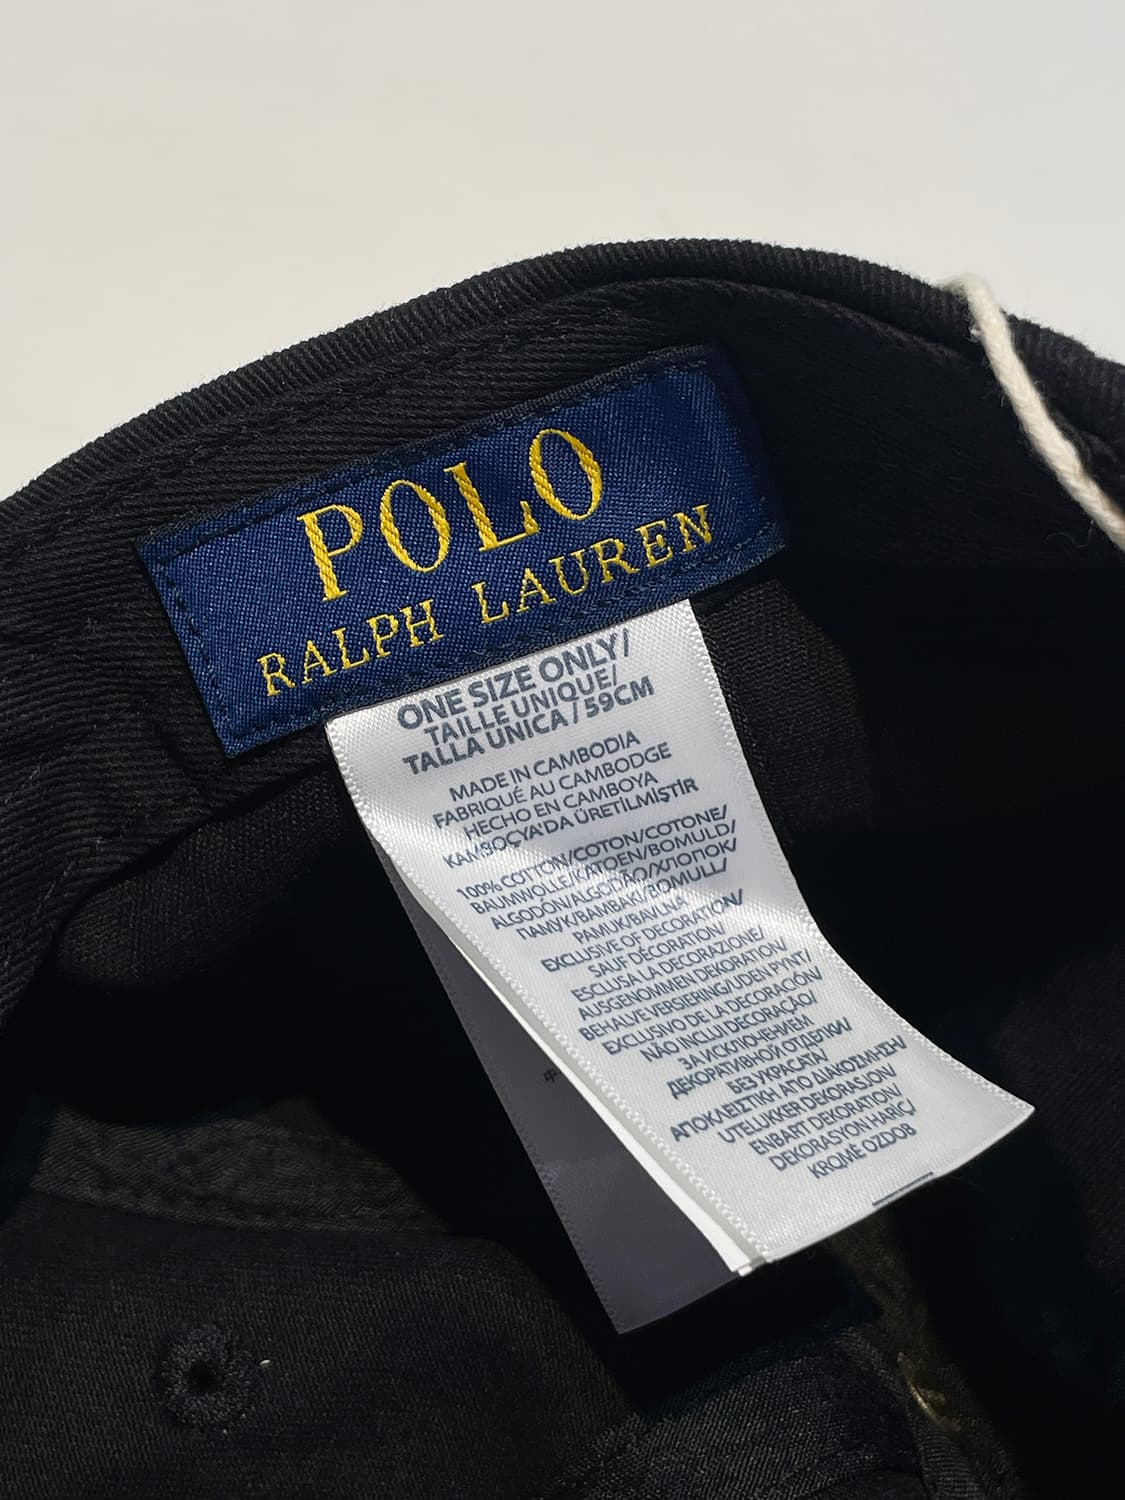 POLO
RALPH LAUREN
ONE SIZE ONLY/
TAILLE UNIQUE/
TALLA UNICA / 59CM
MADE IN CAMBODIA
FABRIQUÉ AU CAMBODGE
HECHO EN CAMBOYA
KAMBOÇYA'DA ÜRETİLMİŞTİR
100% COTTON/COTON/COTONE/
BAUMWOLLE/KATOEN/BOMULD/
ALGODÓN/ALGODÃO/ХЛОПОК/
ПАМУК/ΒΑΜΒΑΚΙ/BOMULL/
PAMUK/BAVLNA
EXCLUSIVE OF DECORATION/
SAUF DÉCORATION/
ESCLUSA LA DECORAZIONE/
AUSGENOMMEN DEKORATION/
BEHALVE VERSIERING/UDEN PYNT/
EXCLUSIVO DE LA DECORACIÓN/
NÃO INCLUI DECORAÇÃO/
ЗА ИСКЛЮЧЕНИЕМ
ДЕКОРАТИВНОЙ ОТДЕЛКИ/
БЕЗ УКРАСАТА/
ΑΠΟΚΛΕΙΣΤΙΚΗ ΑΠΟ ΔΙΑΚΟΣΜΗΣΗ/
UTELUKKER DEKORASJON/
ENBART DEKORATION/
DEKORASYON HARİÇ/
KROMĚ OZDOB